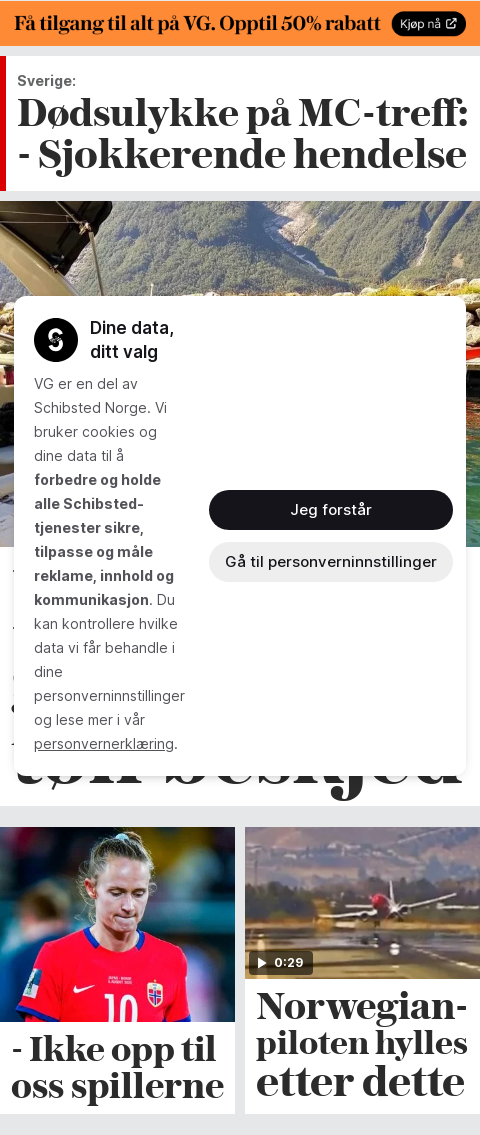 Få tilgang til alt på VG. Opptil 50% rabatt
Kjøp nå
Sverige:
Dødsulykke på MC-treff:
- Sjokkerende hendelse
Dine data,
ditt valg
VG er en del av
Schibsted Norge. Vi
bruker cookies og
dine data til å
forbedre og holde
alle Schibsted-
tjenester sikre,
tilpasse og måle
reklame, innhold og
kommunikasjon. Du
kan kontrollere hvilke
data vi får behandle i
dine
personverninnstillinger
og lese mer i vår
personvernerklæring.
Jeg forstår
Gå til personverninnstillinger
tøff beskjed
10
0:29
- Ikke opp til
oss spillerne
Norwegian-
piloten hylles
etter dette